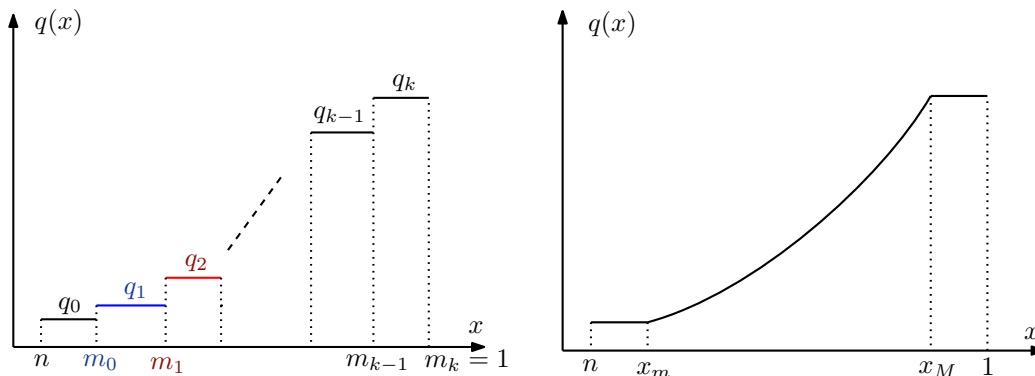 q(x)
q_k
q_{k−1}
q_2
q_1
q_0
x
n
m_0
m_1
m_{k−1}
m_k = 1
q(x)
x
n
x_m
x_M
1